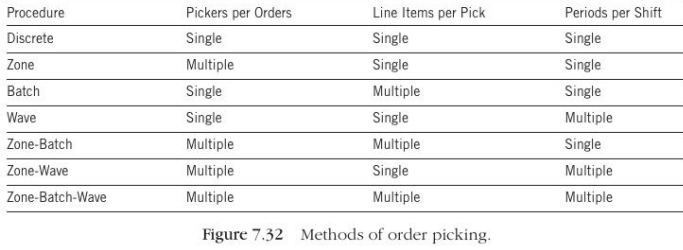 Procedure Pickers per Orders Line Items per Pick Periods per Shift
Discrete Single Single Single
Zone Multiple Single Single
Batch Single Multiple Single
Wave Single Single Multiple
Zone-Batch Multiple Multiple Single
Zone-Wave Multiple Single Multiple
Zone-Batch-Wave Multiple Multiple Multiple
Figure 7.32 Methods of order picking.